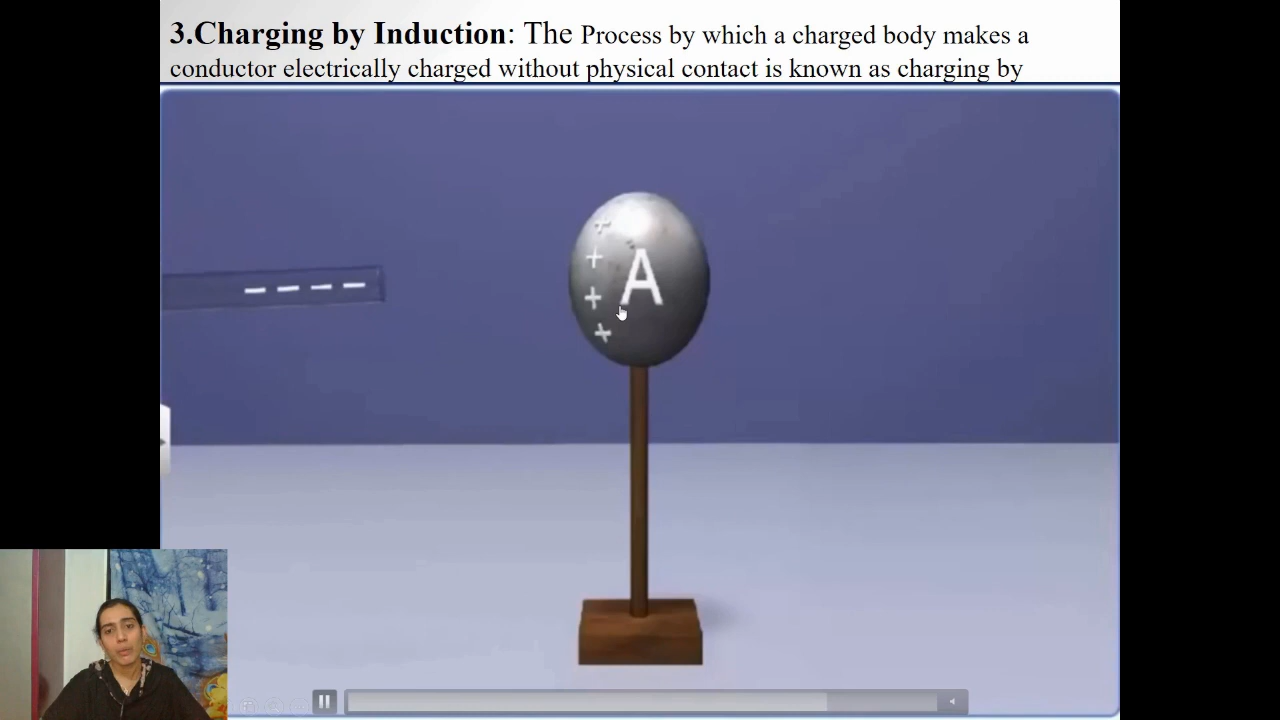 3.Charging by Induction: The Process by which a charged body makes a
conductor electrically charged without physical contact is known as charging by
- - - -
+
+
A
+
+